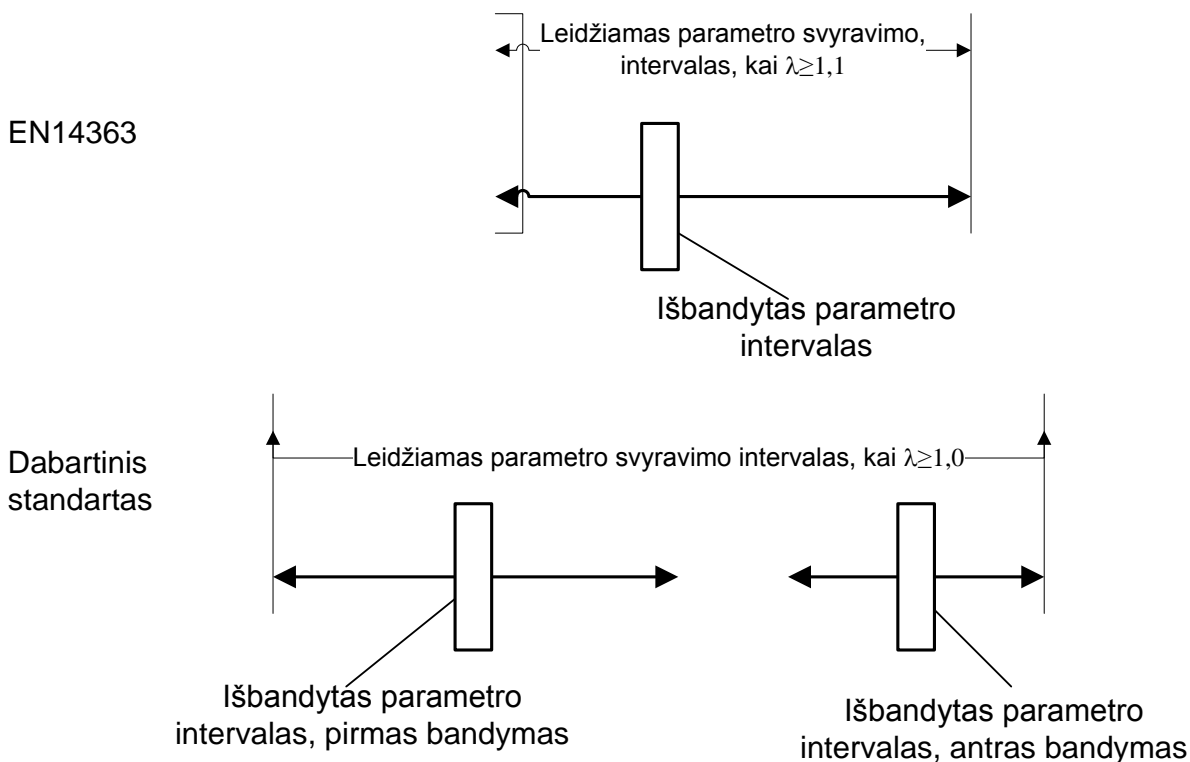 Leidžiamas parametro svyravimo,
intervalas, kai λ≥1,1
EN14363
Išbandytas parametro
intervalas
Leidžiamas parametro svyravimo intervalas, kai λ≥1,0
Dabartinis
standartas
Išbandytas parametro
intervalas, pirmas bandymas
Išbandytas parametro
intervalas, antras bandymas